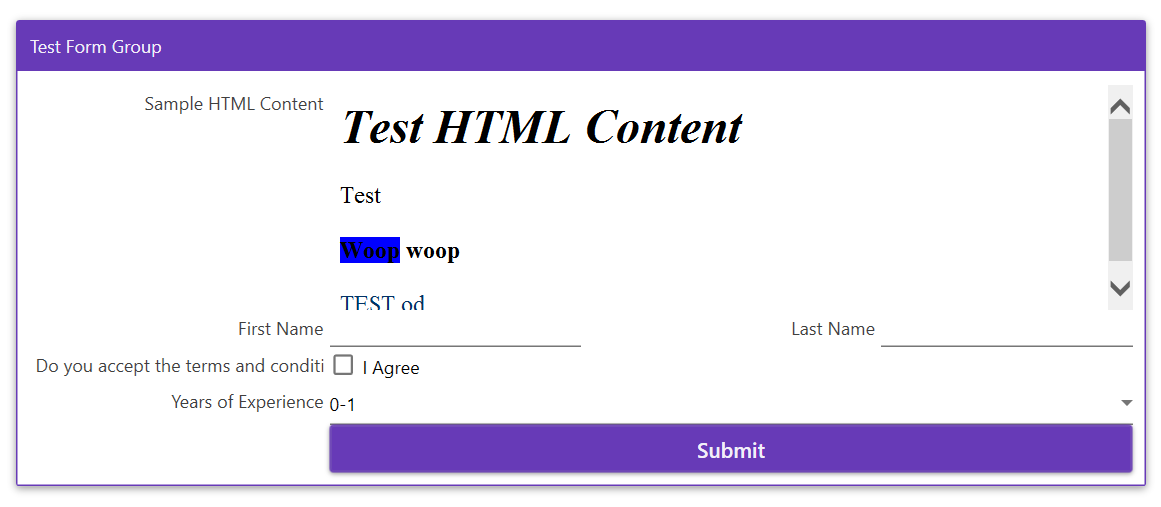 Test Form Group
Sample HTML Content
Test HTML Content
Test
Woop woop
TEST od
First Name
Last Name
Do you accept the terms and conditi
I Agree
Years of Experience
0-1
Submit